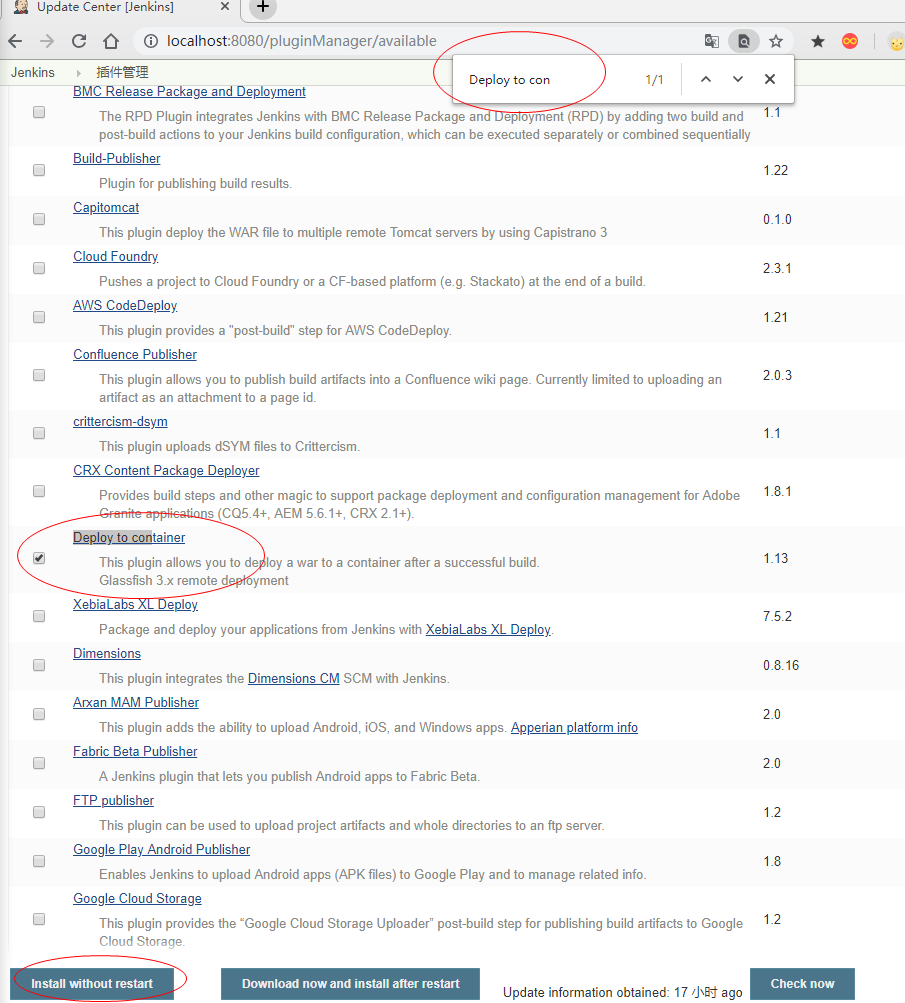 Update Center [Jenkins]
localhost:8080/pluginManager/available
Deploy to con 1/1
Jenkins 插件管理
BMC Release Package and Deployment
The RPD Plugin integrates Jenkins with BMC Release Package and Deployment (RPD) by adding two build and
post-build actions to your Jenkins build configuration, which can be executed separately or combined sequentially
1.1
Build-Publisher
Plugin for publishing build results.
1.22
Capitomcat
This plugin deploy the WAR file to multiple remote Tomcat servers by using Capistrano 3
0.1.0
Cloud Foundry
Pushes a project to Cloud Foundry or a CF-based platform (e.g. Stackato) at the end of a build.
2.3.1
AWS CodeDeploy
This plugin provides a "post-build" step for AWS CodeDeploy.
1.21
Confluence Publisher
This plugin allows you to publish build artifacts into a Confluence wiki page. Currently limited to uploading an
artifact as an attachment to a page id.
2.0.3
crittercism-dsym
This plugin uploads dSYM files to Crittercism.
1.1
CRX Content Package Deployer
Provides build steps and other magic to support package deployment and configuration management for Adobe
Granite applications (CQ5.4+, AEM 5.6.1+, CRX 2.1+).
1.8.1
Deploy to container
This plugin allows you to deploy a war to a container after a successful build.
Glassfish 3.x remote deployment
1.13
XebiaLabs XL Deploy
Package and deploy your applications from Jenkins with XebiaLabs XL Deploy.
7.5.2
Dimensions
This plugin integrates the Dimensions CM SCM with Jenkins.
0.8.16
Arxan MAM Publisher
This plugin adds the ability to upload Android, iOS, and Windows apps. Apperian platform info
2.0
Fabric Beta Publisher
A Jenkins plugin that lets you publish Android apps to Fabric Beta.
2.0
FTP publisher
This plugin can be used to upload project artifacts and whole directories to an ftp server.
1.2
Google Play Android Publisher
Enables Jenkins to upload Android apps (APK files) to Google Play and to manage related info.
1.8
Google Cloud Storage
This plugin provides the “Google Cloud Storage Uploader” post-build step for publishing build artifacts to Google
Cloud Storage.
1.2
Install without restart Download now and install after restart Update information obtained: 17 小时 ago Check now